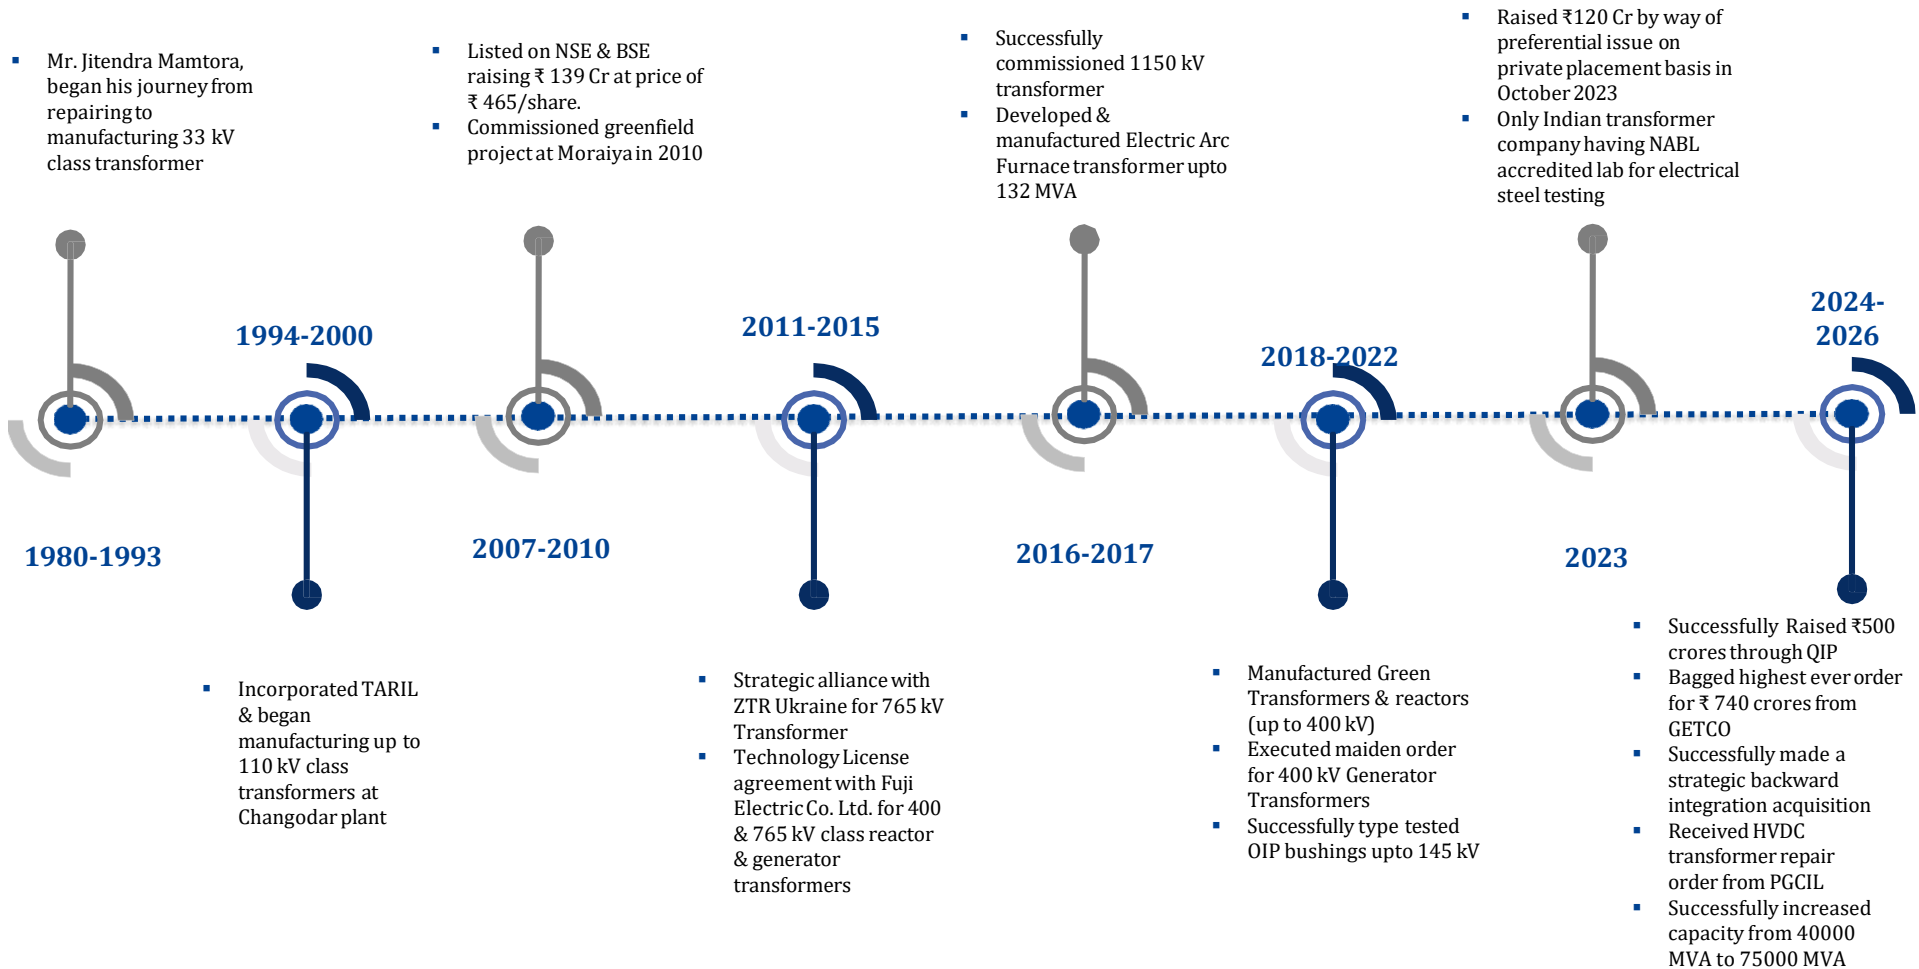 ▪ Mr. Jitendra Mamtora,
began his journey from
repairing to
manufacturing 33 kV
class transformer
1980-1993
1994-2000
▪ Incorporated TARIL
& began
manufacturing up to
110 kV class
transformers at
Changodar plant
▪ Listed on NSE & BSE
raising ₹ 139 Cr at price of
₹ 465/share.
▪ Commissioned greenfield
project at Moraiya in 2010
2007-2010
2011-2015
▪ Strategic alliance with
ZTR Ukraine for 765 kV
Transformer
▪ Technology License
agreement with Fuji
Electric Co. Ltd. for 400
& 765 kV class reactor
& generator
transformers
▪ Successfully
commissioned 1150 kV
transformer
▪ Developed &
manufactured Electric Arc
Furnace transformer upto
132 MVA
2016-2017
2018-2022
▪ Manufactured Green
Transformers & reactors
(up to 400 kV)
▪ Executed maiden order
for 400 kV Generator
Transformers
▪ Successfully type tested
OIP bushings upto 145 kV
▪ Raised ₹120 Cr by way of
preferential issue on
private placement basis in
October 2023
▪ Only Indian transformer
company having NABL
accredited lab for electrical
steel testing
2023
2024-
2026
▪ Successfully Raised ₹500
crores through QIP
▪ Bagged highest ever order
for ₹ 740 crores from
GETCO
▪ Successfully made a
strategic backward
integration acquisition
▪ Received HVDC
transformer repair
order from PGCIL
▪ Successfully increased
capacity from 40000
MVA to 75000 MVA